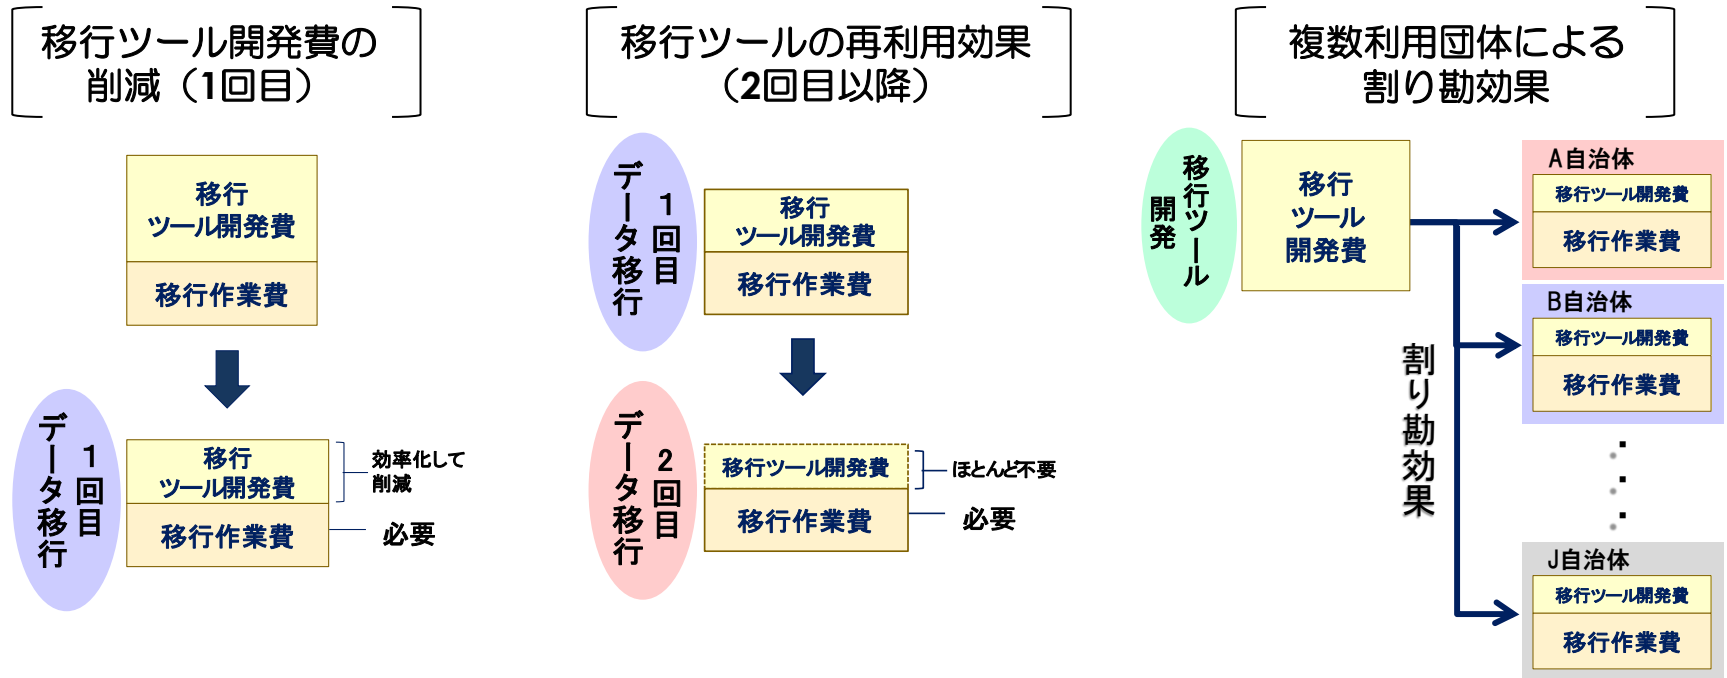 移行ツール開発費の
削減（1回目）
移行
ツール開発費
移行作業費
データ移行
1回目
移行
ツール開発費
移行作業費
効率化して
削減
必要
移行ツールの再利用効果
（2回目以降）
データ移行
1回目
移行
ツール開発費
移行作業費
データ移行
2回目
移行ツール開発費
移行作業費
ほとんど不要
必要
複数利用団体による
割り勘効果
移行ツール
開発
移行
ツール
開発費
割り勘効果
A自治体
移行ツール開発費
移行作業費
B自治体
移行ツール開発費
移行作業費
・・・
J自治体
移行ツール開発費
移行作業費